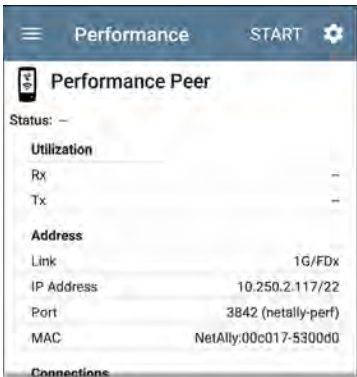 Performance START
Performance Peer
Status: --
Utilization
Rx --
Tx --
Address
Link 1G/FDx
IP Address 10.250.2.117/22
Port 3842 (netally-perf)
MAC NetAlly:00c017-5300d0
Connections